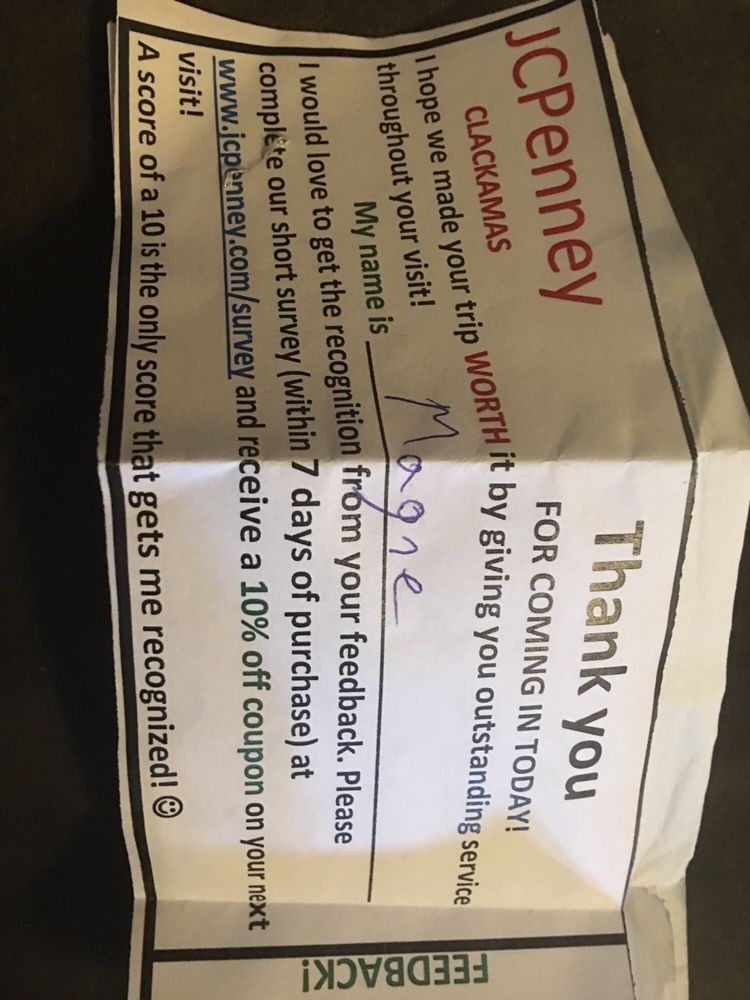 JCPenney
Thank you
CLACKAMAS
FOR COMING IN TODAY!
I hope we made your trip WORTH it by giving you outstanding service
throughout your visit!
My name is Magne
I would love to get the recognition from your feedback. Please
complete our short survey (within 7 days of purchase) at
www.jcpenney.com/survey and receive a 10% off coupon on your next
visit!
A score of a 10 is the only score that gets me recognized! ☺
FEEDBACK!